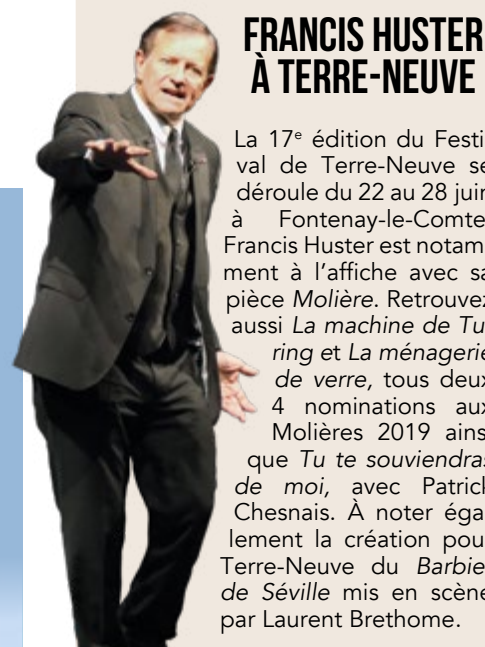 FRANCIS HUSTER
À TERRE-NEUVE
La 17e édition du Festi
val de Terre-Neuve se
déroule du 22 au 28 juin
à Fontenay-le-Comte
Francis Huster est notam
ment à l'affiche avec sa
pièce Molière. Retrouvez
aussi La machine de Tu
ring et La ménagerie
de verre, tous deux
4 nominations aux
Molières 2019 ains
que Tu te souviendras
de moi, avec Patrick
Chesnais. À noter éga
lement la création pou
Terre-Neuve du Barbie
de Séville mis en scène
par Laurent Brethome.